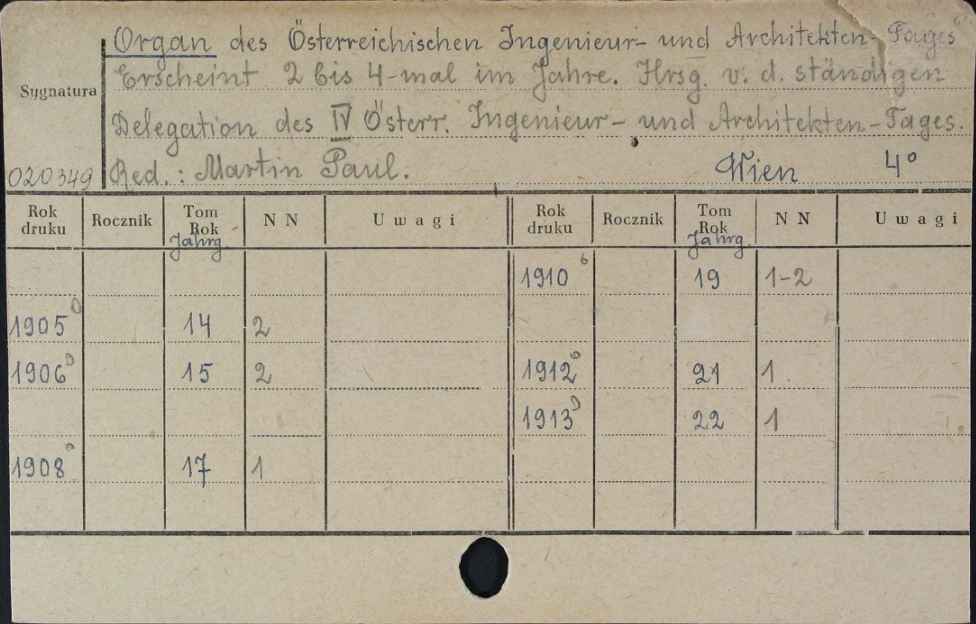 Organ des Österreichischen Ingenieur- und Architekten-Tages"
Erscheint 2 bis 4-mal im Jahre. Hrsg. v. d. ständigen
Sygnatura
Delegation des IV Österr. Ingenieur- und Architekten-Tages.
020349 Red.: Martin Paul. Wien 4°
Rok druku Rocznik Tom Rok Jahrg. N N Uwagi Rok druku Rocznik Tom Rok Jahrg. N N Uwagi
1910 19 1-2
1905 14 2
1906 15 2 1912 21 1
1913 22 1
1908 17 1